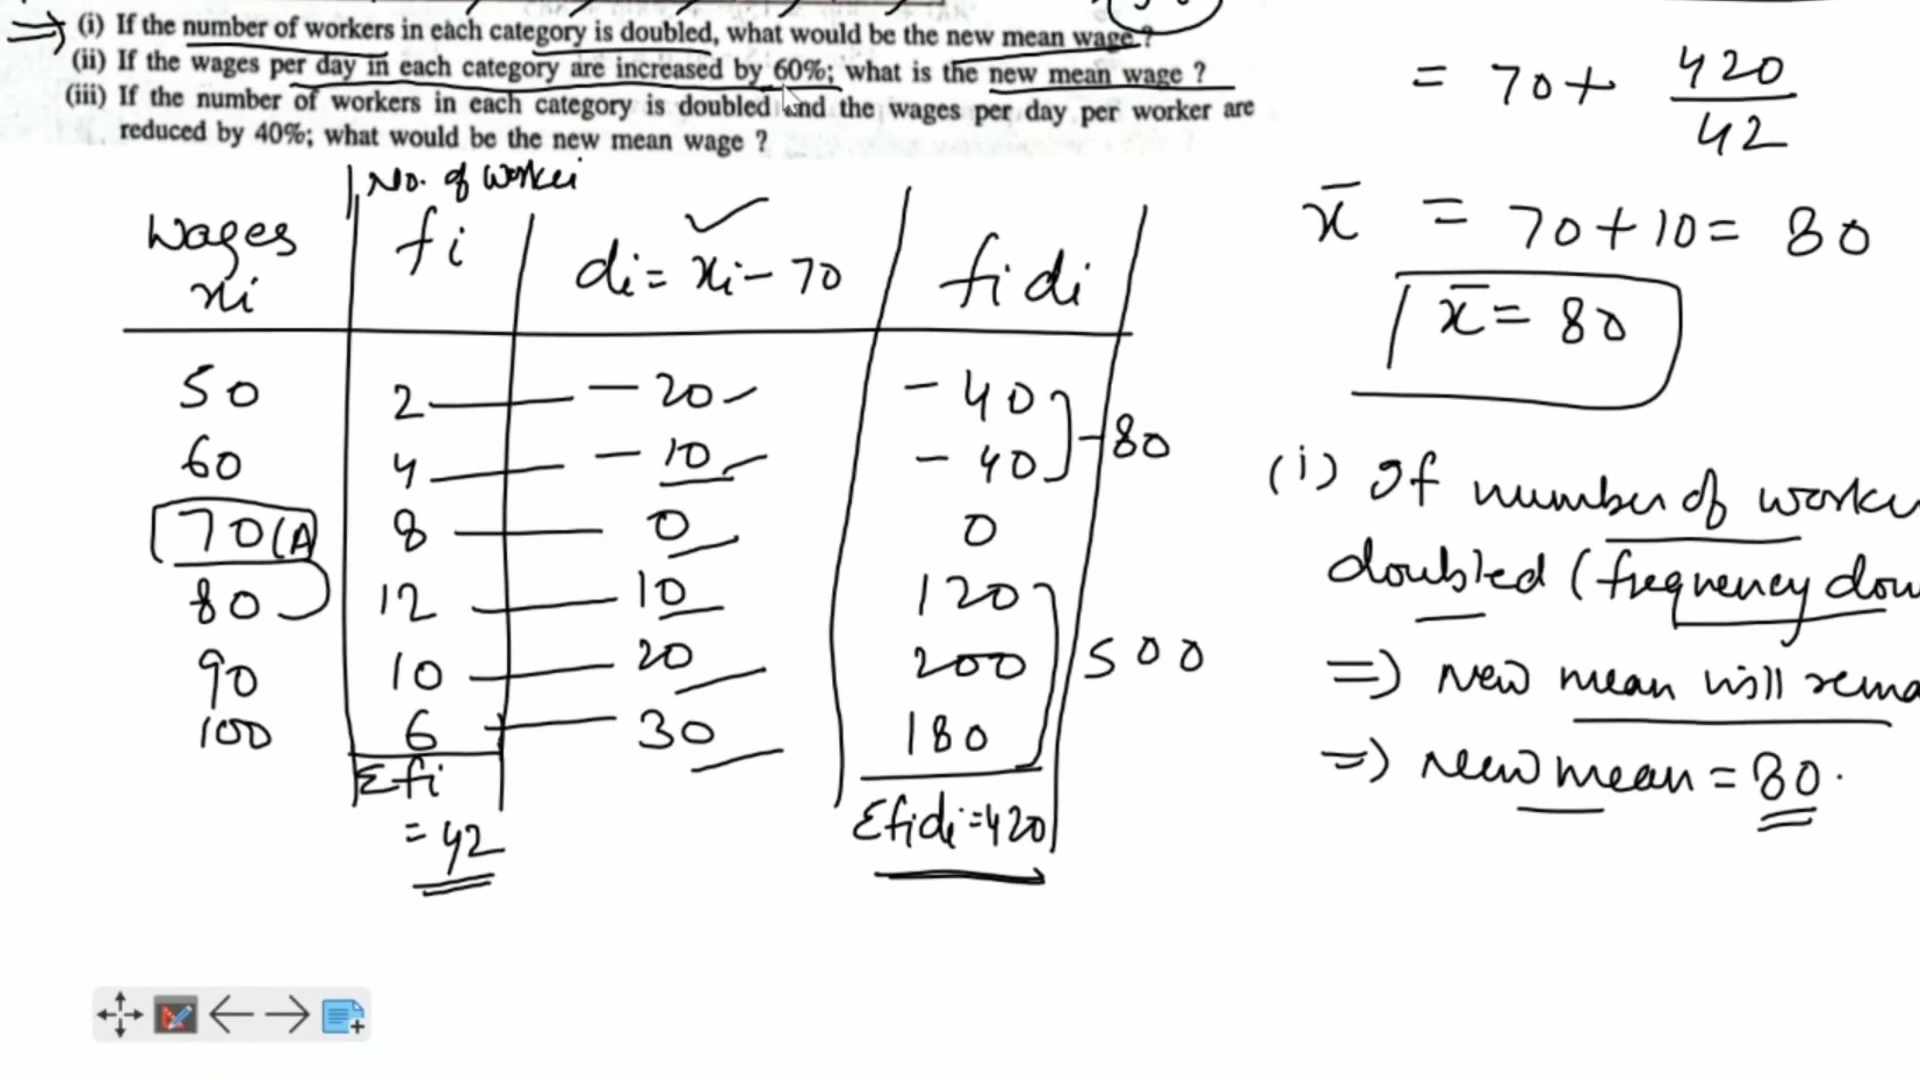 (i) If the number of workers in each category is doubled, what would be the new mean wage ?
(ii) If the wages per day in each category are increased by 60%; what is the new mean wage ?
(iii) If the number of workers in each category is doubled and the wages per day per worker are
reduced by 40%; what would be the new mean wage ?
No. of worker
Wages xi | fi | di = xi - 70 | fi di
50 2 -20 -40
60 4 -10 -40
-80
70 (A) 8 0 0
80 12 10 120
90 10 20 200
500
100 6 30 180
Σfi = 42
Σfidi = 420
= 70 + 420/42
x̄ = 70 + 10 = 80
x̄ = 80
(i) If number of worke
doubled (frequency dou
=) New mean will rema
=) New mean = 80.